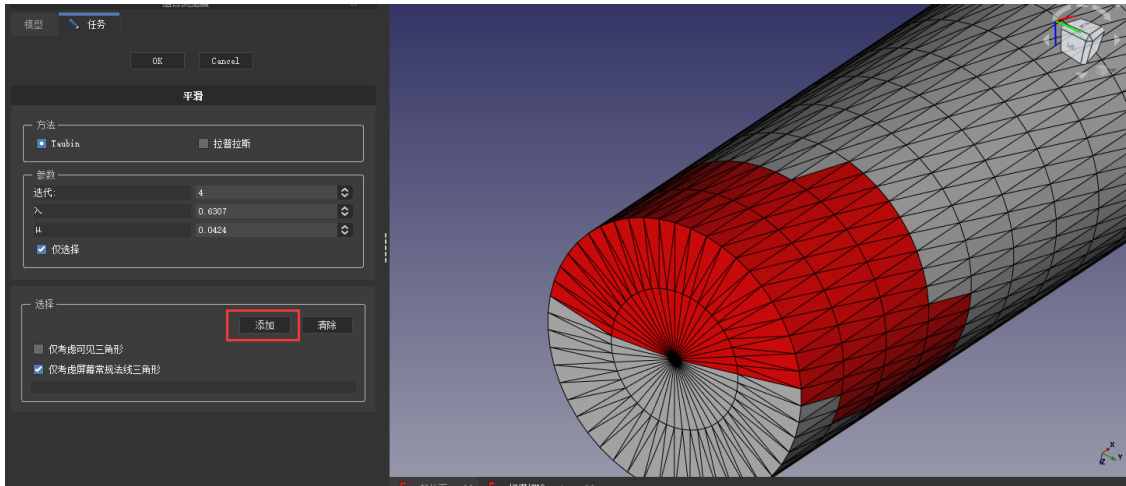 模型 任务
OK Cancel
平滑
方法
Taubin 拉普拉斯
参数
迭代: 4
λ 0.6307
μ 0.0424
仅选择
选择
添加 清除
仅考虑可见三角形
仅考虑屏幕常规法线三角形
X
Y
Z